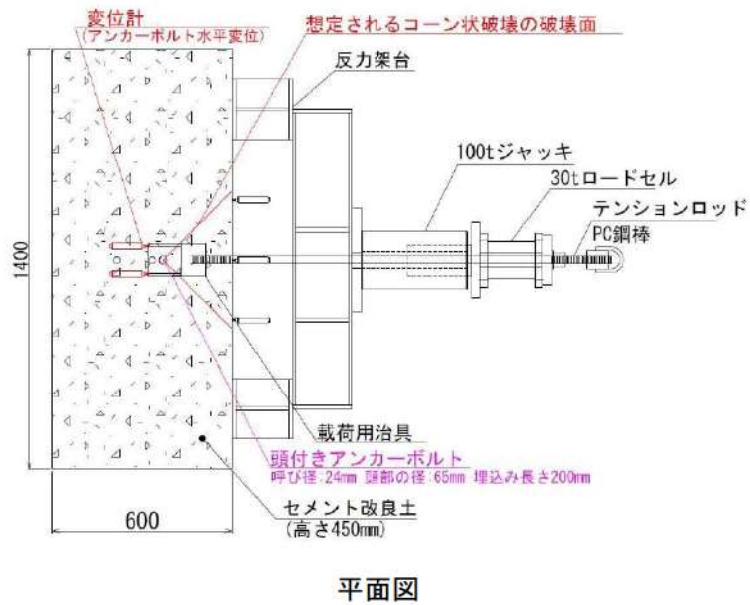 変位計
(アンカーボルト水平変位)
想定されるコーン状破壊の破壊面
反力架台
100tジャッキ
30tロードセル
テンションロッド
PC鋼棒
1400
載荷用治具
頭付きアンカーボルト
呼び径:24mm 頭部の径:65mm 埋込み長さ200mm
セメント改良土
(高さ450mm)
600
平面図